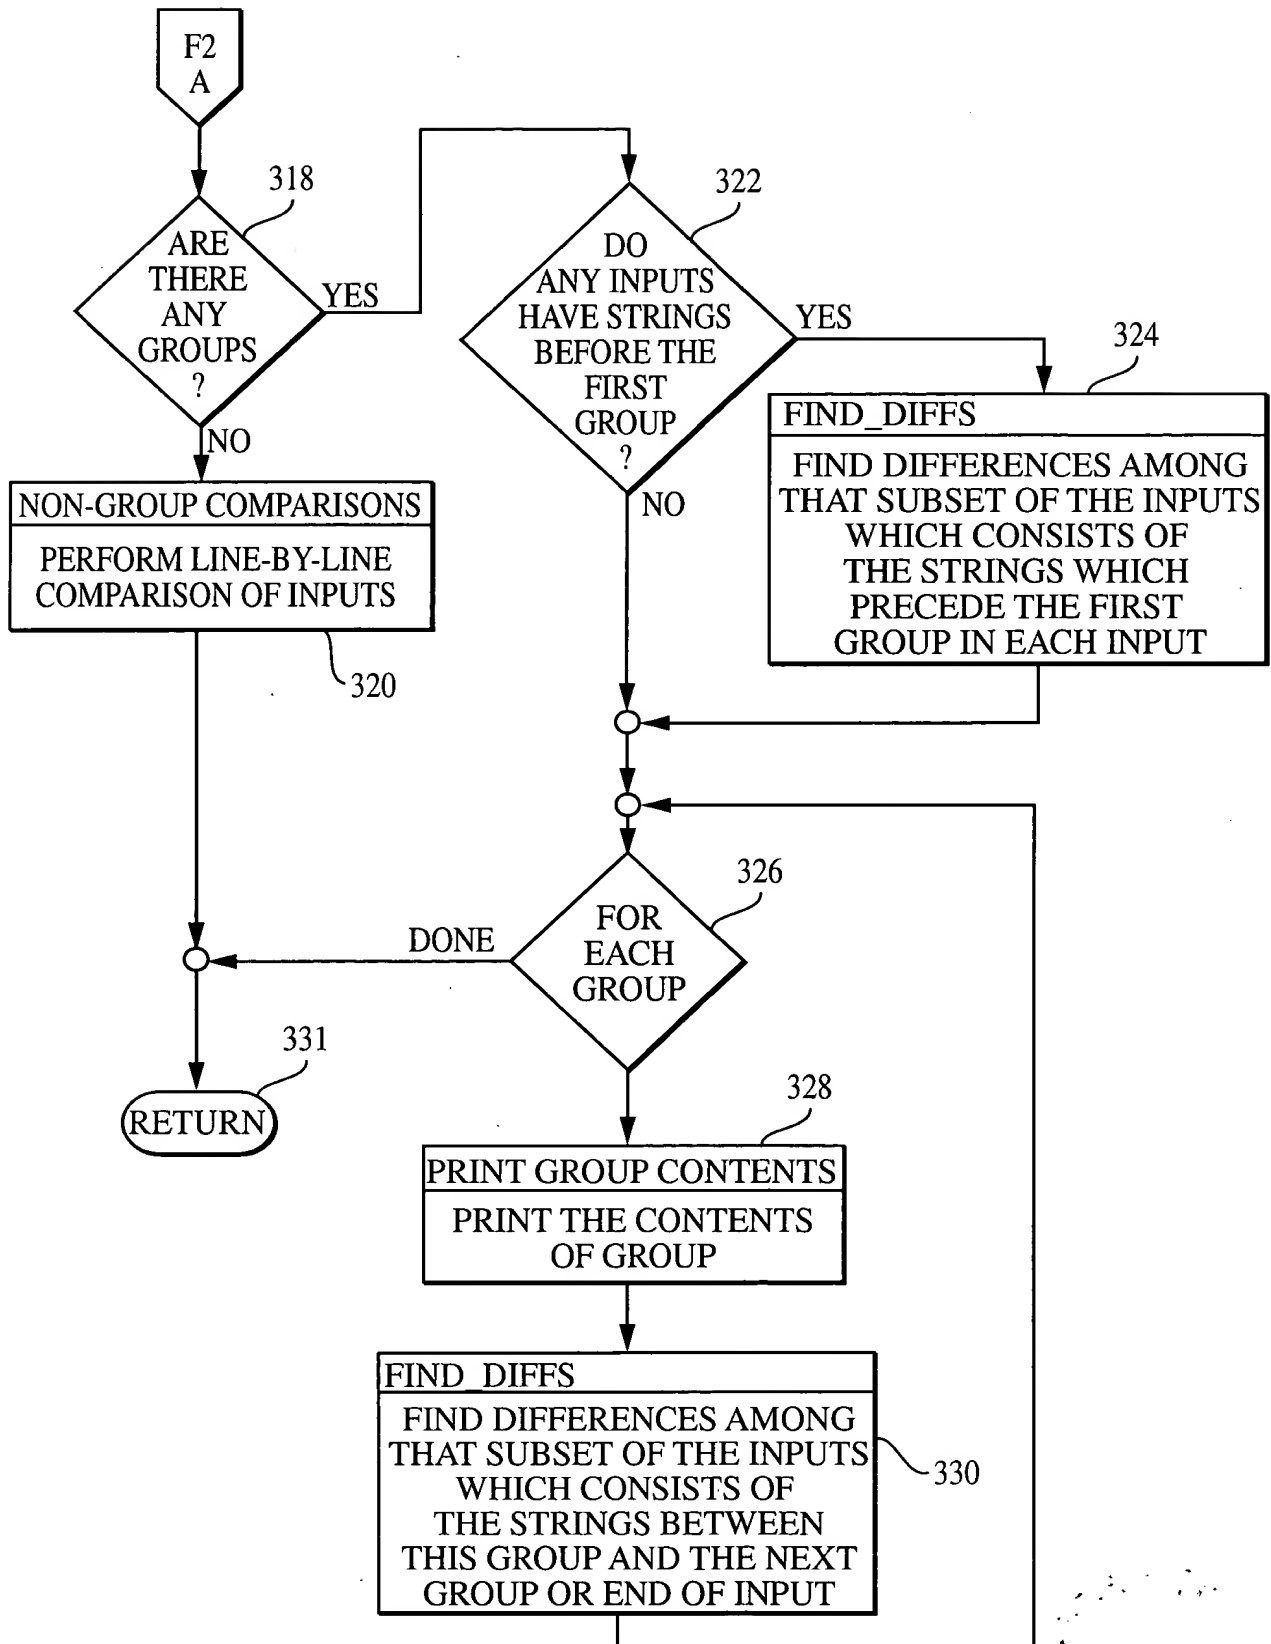 F2
A
318
ARE
THERE
ANY
GROUPS
?
YES
NO
322
DO
ANY INPUTS
HAVE STRINGS
BEFORE THE
FIRST
GROUP
?
YES
NO
324
FIND_DIFFS
FIND DIFFERENCES AMONG
THAT SUBSET OF THE INPUTS
WHICH CONSISTS OF
THE STRINGS WHICH
PRECEDE THE FIRST
GROUP IN EACH INPUT
NON-GROUP COMPARISONS
PERFORM LINE-BY-LINE
COMPARISON OF INPUTS
320
326
FOR
EACH
GROUP
DONE
331
RETURN
328
PRINT GROUP CONTENTS
PRINT THE CONTENTS
OF GROUP
FIND_DIFFS
FIND DIFFERENCES AMONG
THAT SUBSET OF THE INPUTS
WHICH CONSISTS OF
THE STRINGS BETWEEN
THIS GROUP AND THE NEXT
GROUP OR END OF INPUT
330